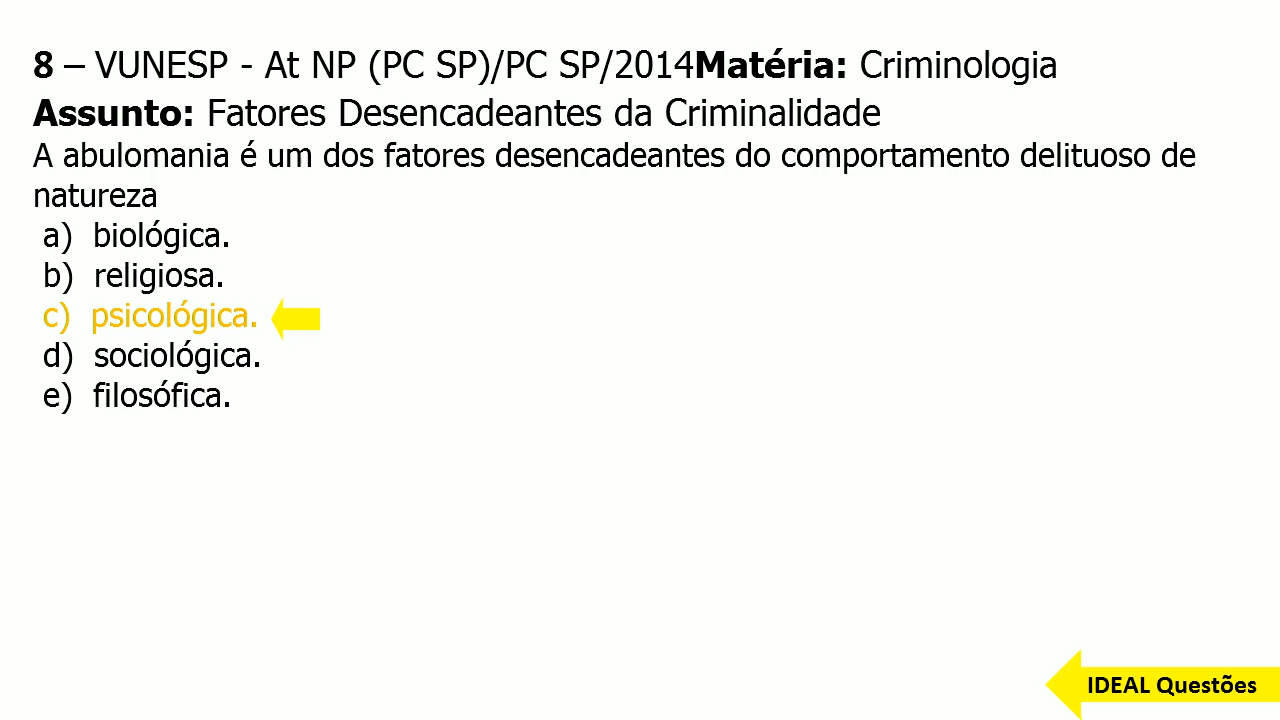 8 – VUNESP - At NP (PC SP)/PC SP/2014Matéria: Criminologia
Assunto: Fatores Desencadeantes da Criminalidade
A abulomania é um dos fatores desencadeantes do comportamento delituoso de
natureza
a) biológica.
b) religiosa.
c) psicológica.
d) sociológica.
e) filosófica.
IDEAL Questões